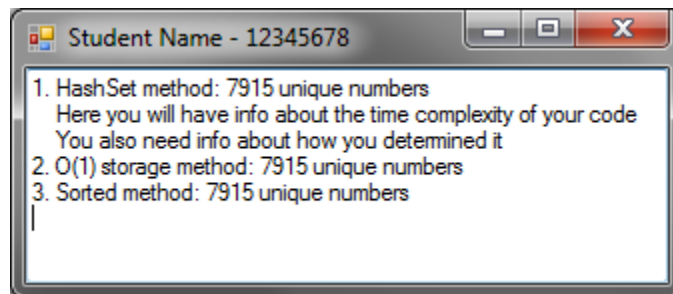 Student Name - 12345678
1. HashSet method: 7915 unique numbers
Here you will have info about the time complexity of your code
You also need info about how you determined it
2. O(1) storage method: 7915 unique numbers
3. Sorted method: 7915 unique numbers